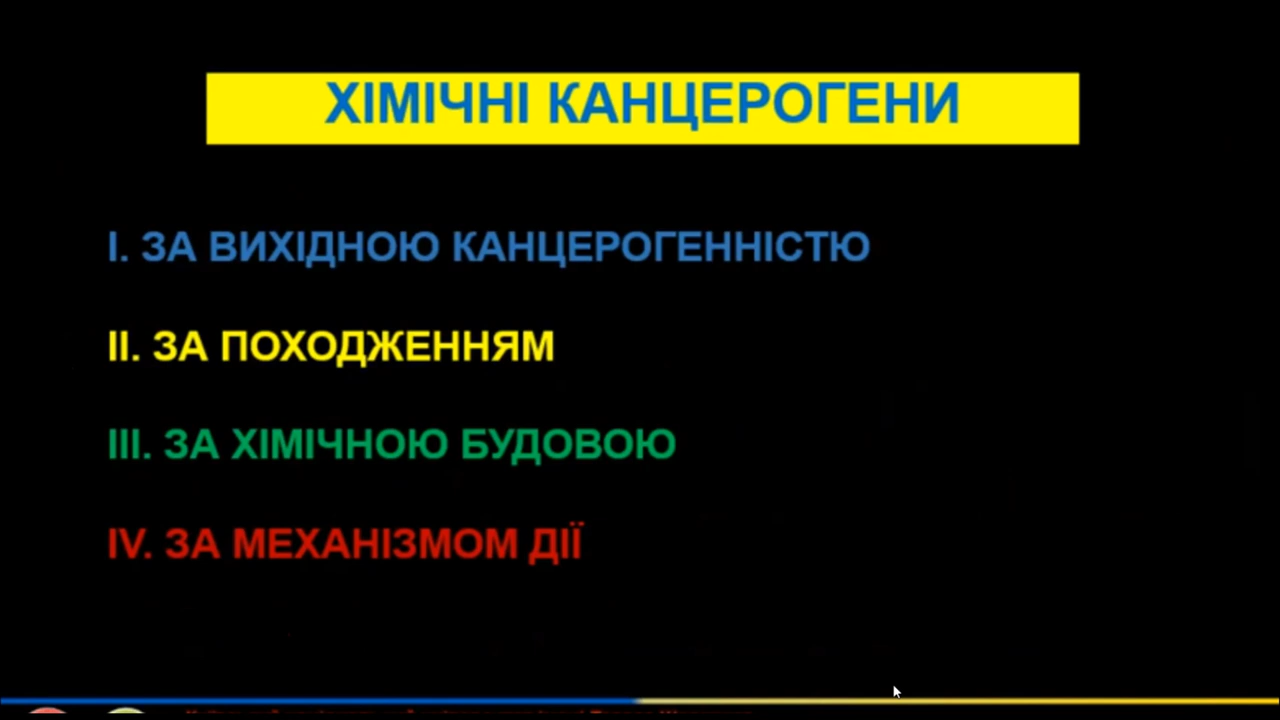 ХІМІЧНІ КАНЦЕРОГЕНИ
І. ЗА ВИХІДНОЮ КАНЦЕРОГЕННІСТЮ
ІІ. ЗА ПОХОДЖЕННЯМ
ІІІ. ЗА ХІМІЧНОЮ БУДОВОЮ
IV. ЗА МЕХАНІЗМОМ ДІЇ